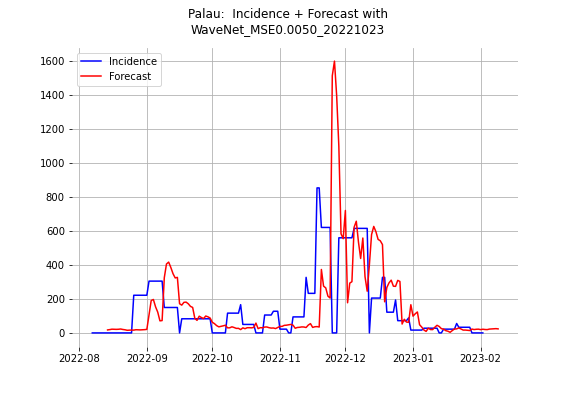 Palau:  Incidence + Forecast with
WaveNet_MSE0.0050_20221023
Incidence
Forecast
1600
1400
1200
1000
800
600
400
200
0
2022-08 2022-09 2022-10 2022-11 2022-12 2023-01 2023-02